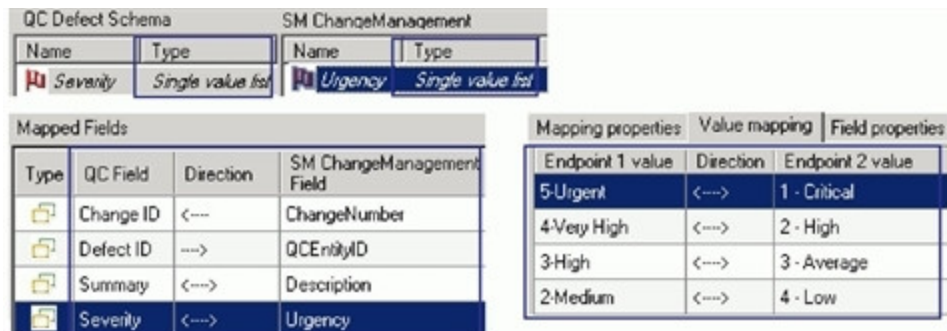 QC Defect Schema
SM ChangeManagement
Name Type
Name Type
Severity Single value list
Urgency Single value list
Mapped Fields
Type QC Field Direction SM ChangeManagement Field
Change ID <---- ChangeNumber
Defect ID ----> QCEntityID
Summary <----> Description
Severity <----> Urgency
Mapping properties Value mapping Field properties
Endpoint 1 value Direction Endpoint 2 value
5-Urgent <----> 1 - Critical
4-Very High <----> 2 - High
3-High <----> 3 - Average
2-Medium <----> 4 - Low